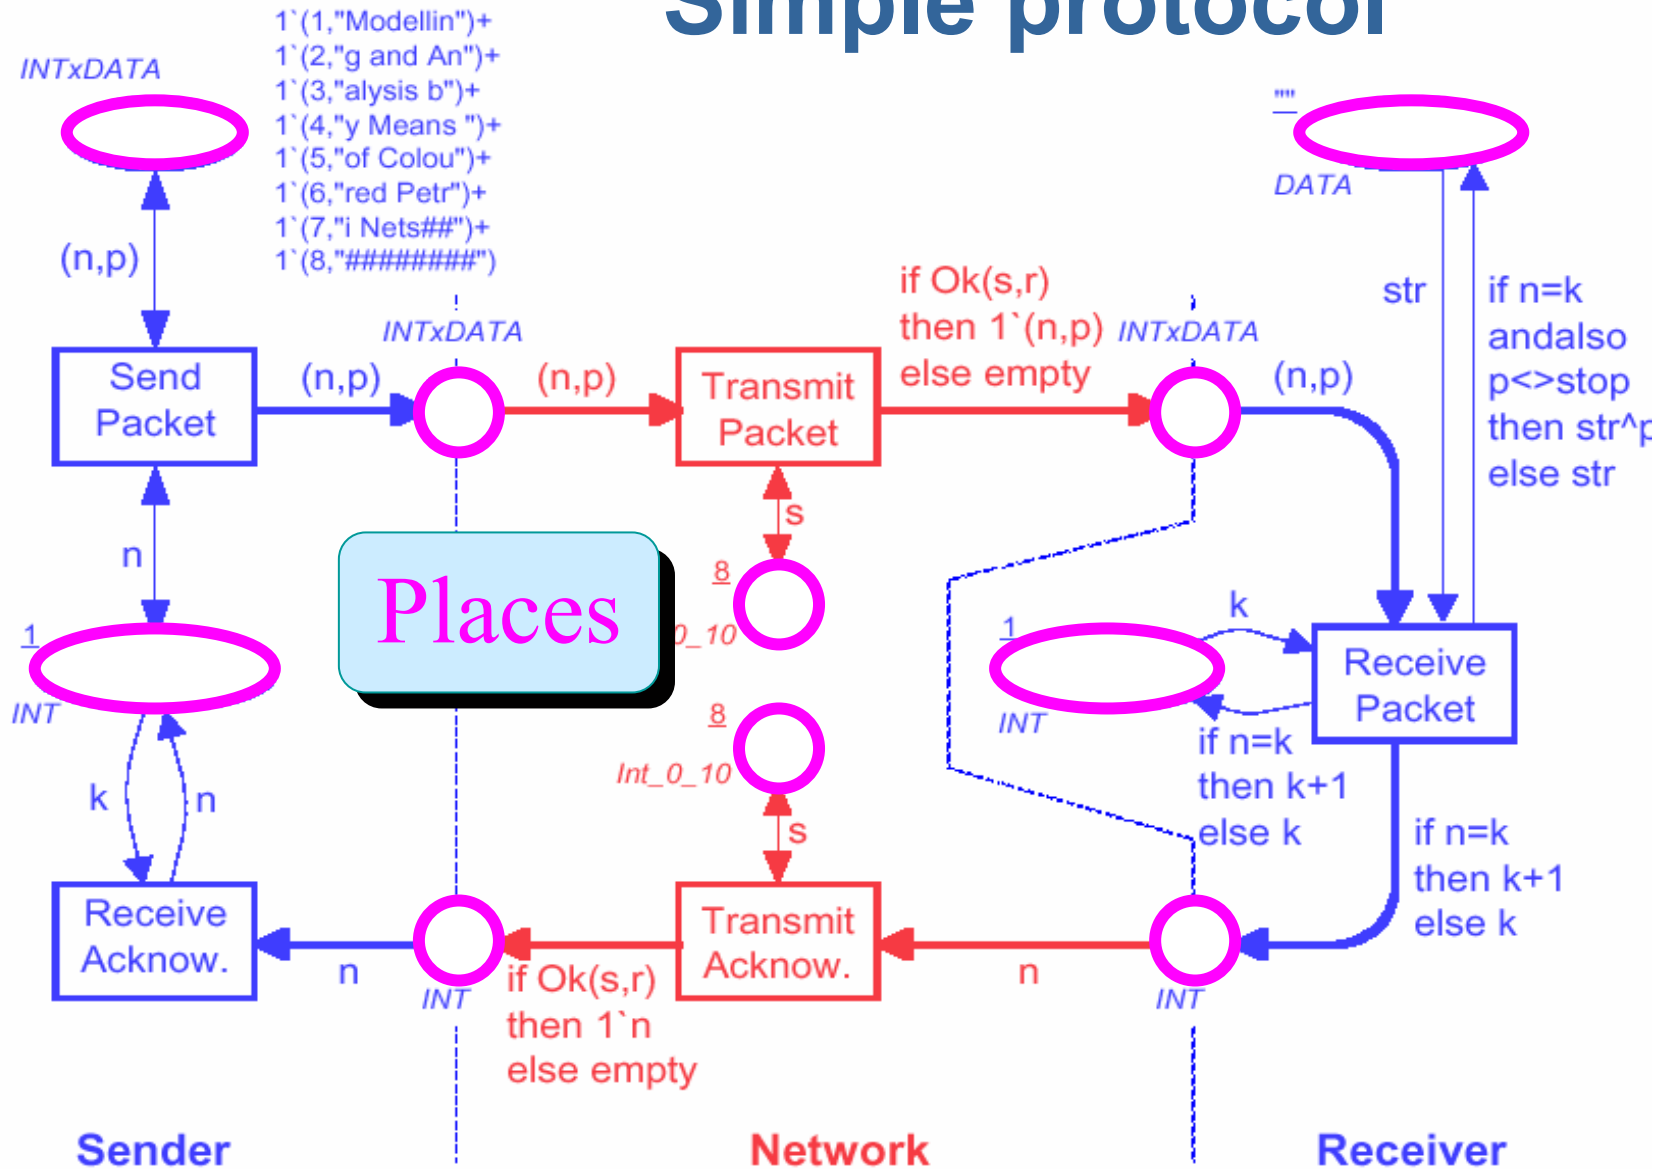 Simple protocol
1`(1,"Modellin")+
1`(2,"g and An")+
1`(3,"alysis b")+
1`(4,"y Means ")+
1`(5,"of Colou")+
1`(6,"red Petr")+
1`(7,"i Nets##")+
1`(8,"########")
INTxDATA
""
DATA
(n,p)
str
if n=k
andalso
p<>stop
then str^p
else str
if Ok(s,r)
then 1`(n,p)
else empty
INTxDATA
INTxDATA
Send
Packet
(n,p)
(n,p)
Transmit
Packet
(n,p)
s
n
8
0_10
Places
1
INT
k
1
INT
Receive
Packet
8
Int_0_10
if n=k
then k+1
else k
k
n
s
if n=k
then k+1
else k
Receive
Acknow.
n
INT
if Ok(s,r)
then 1`n
else empty
Transmit
Acknow.
n
INT
Sender
Network
Receiver